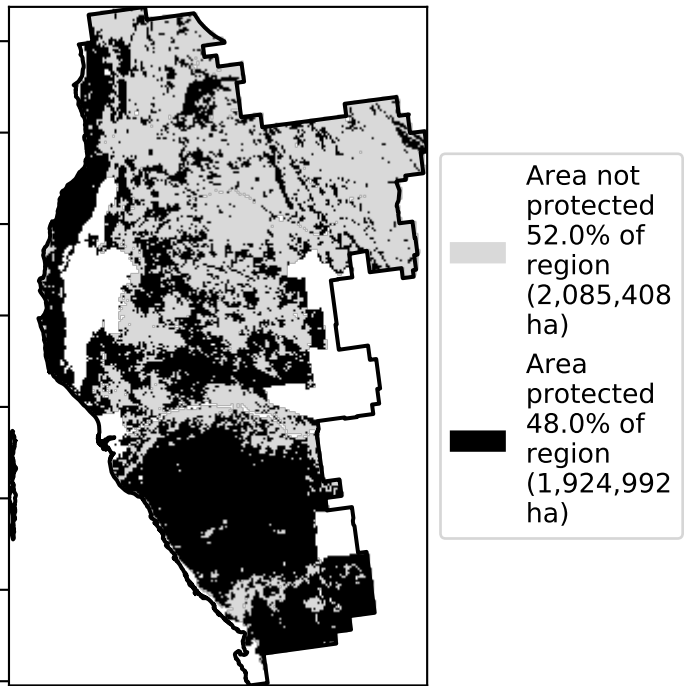 Area not
protected
52.0% of
region
(2,085,408
ha)
Area
protected
48.0% of
region
(1,924,992
ha)